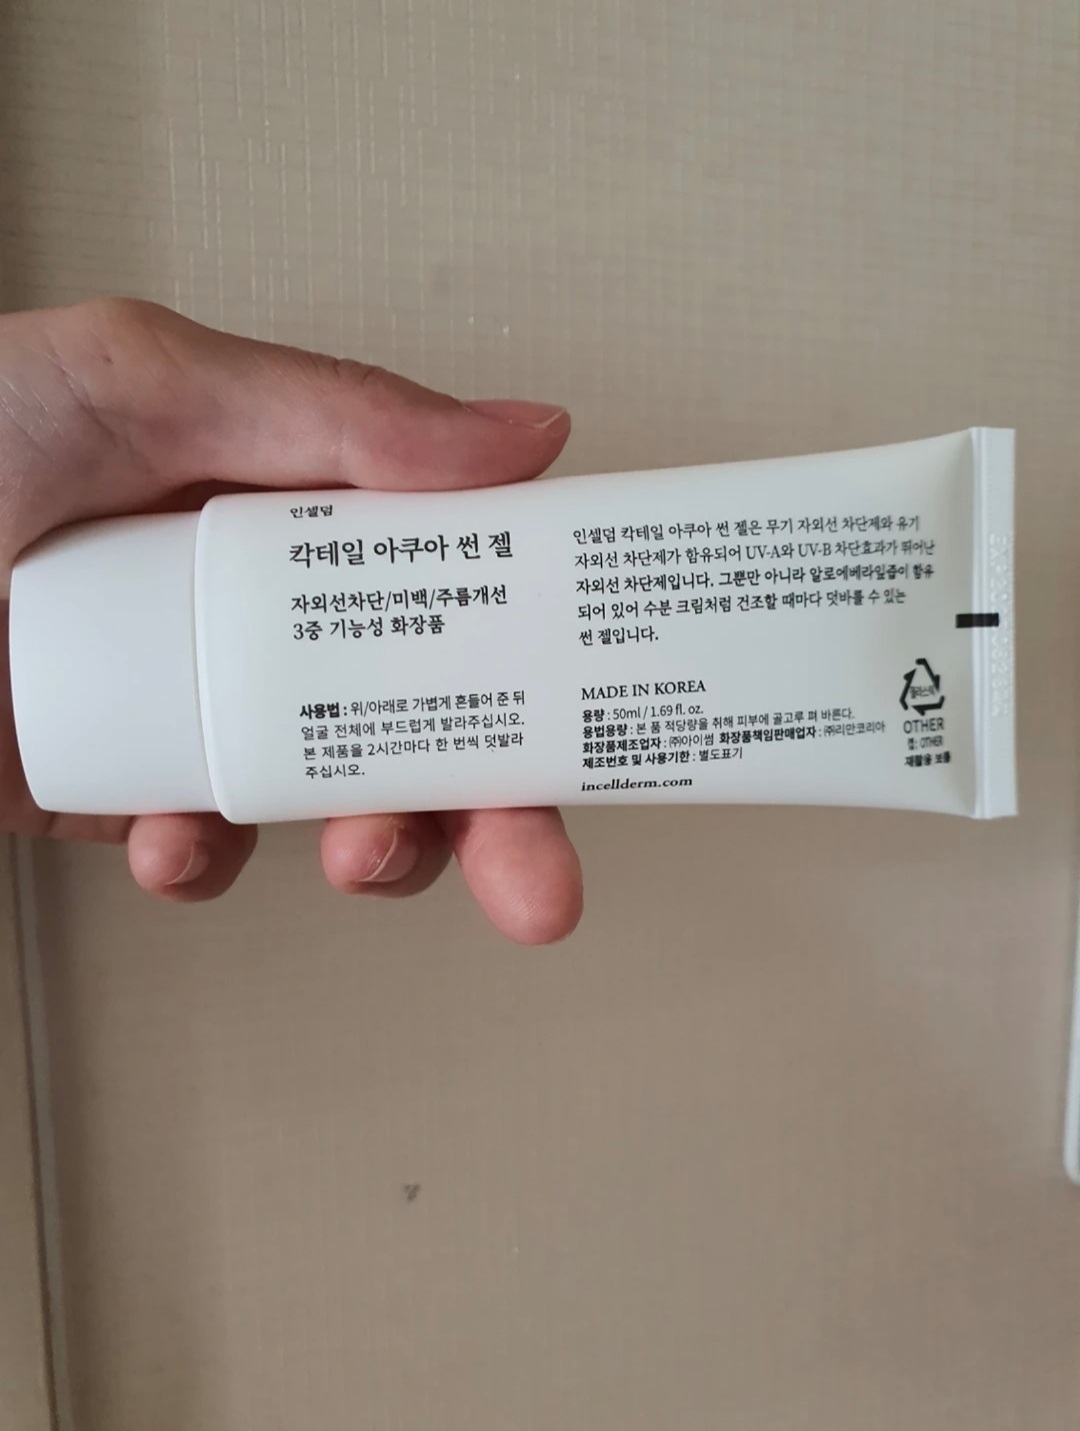 인셀덤
칵테일 아쿠아 썬 젤
자외선차단/미백/주름개선
3중 기능성 화장품
사용법 : 위/아래로 가볍게 흔들어 준 뒤
얼굴 전체에 부드럽게 발라주십시오.
본 제품을 2시간마다 한 번씩 덧발라
주십시오.
인셀덤 칵테일 아쿠아 썬 젤은 무기 자외선 차단제와 유기
자외선 차단제가 함유되어 UV-A와 UV-B 차단효과가 뛰어난
자외선 차단제입니다. 그뿐만 아니라 알로에베라잎즙이 함유
되어 있어 수분 크림처럼 건조할 때마다 덧바를 수 있는
썬 젤입니다.
MADE IN KOREA
용량 : 50ml / 1.69 fl. oz.
용법용량 : 본 품 적당량을 취해 피부에 골고루 펴 바른다.
화장품제조업자 : ㈜아이썸 화장품책임판매업자 : ㈜리만코리아
제조번호 및 사용기한 : 별도표기
incellderm.com
플라스틱
OTHER
캡: OTHER
재활용 보통
EXP